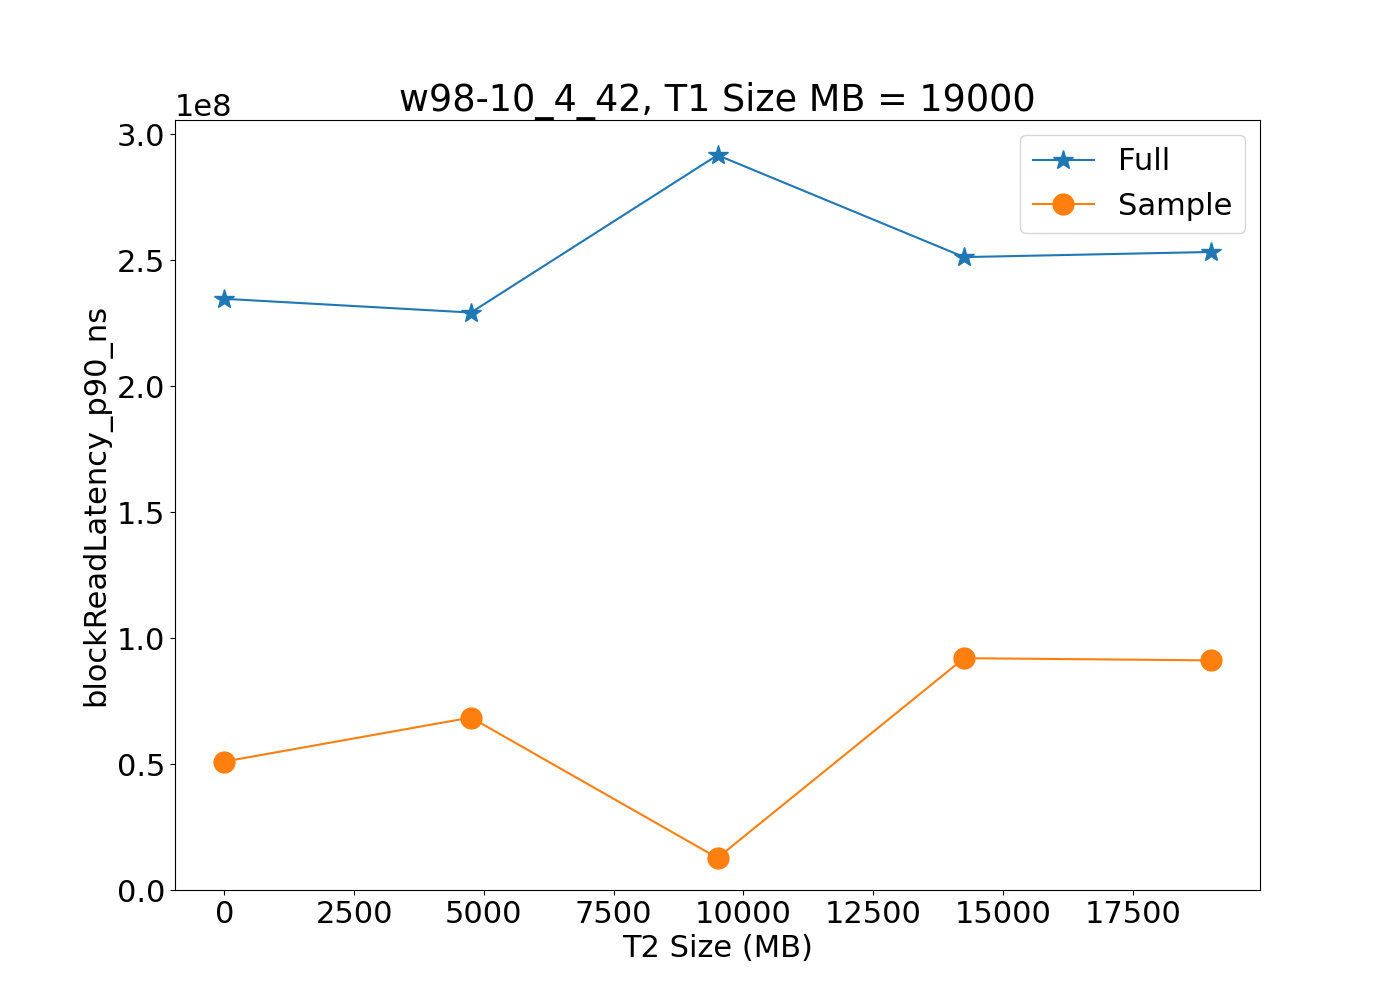 w98-10_4_42, T1 Size MB = 19000
1e8
3.0
2.5
2.0
1.5
1.0
0.5
0.0
blockReadLatency_p90_ns
Full
Sample
0 2500 5000 7500 10000 12500 15000 17500
T2 Size (MB)